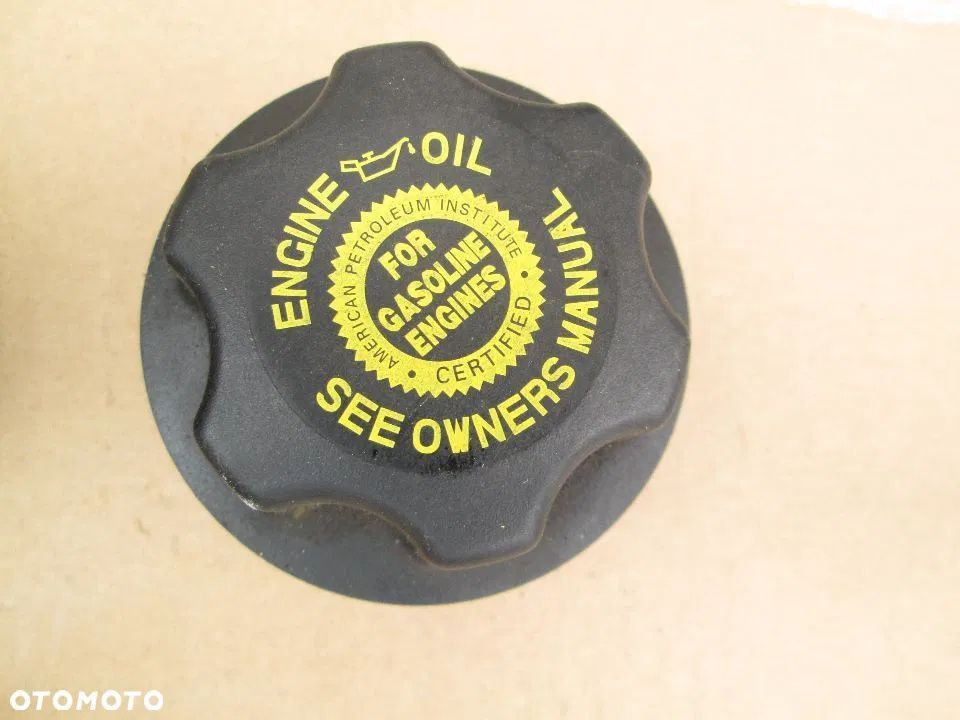 ENGINE OIL
AMERICAN PETROLEUM INSTITUTE
FOR
GASOLINE
ENGINES
· CERTIFIED ·
SEE OWNERS MANUAL
OTOMOTO